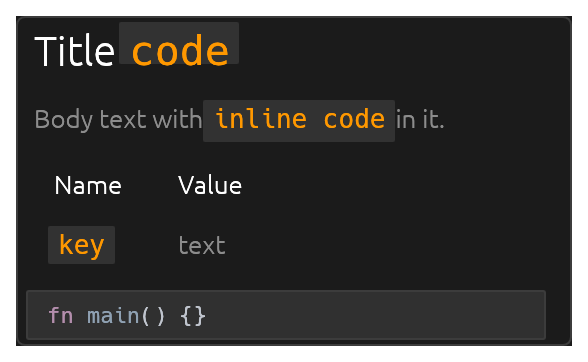 Title code
Body text with inline code in it.
Name Value
key text
fn main() {}